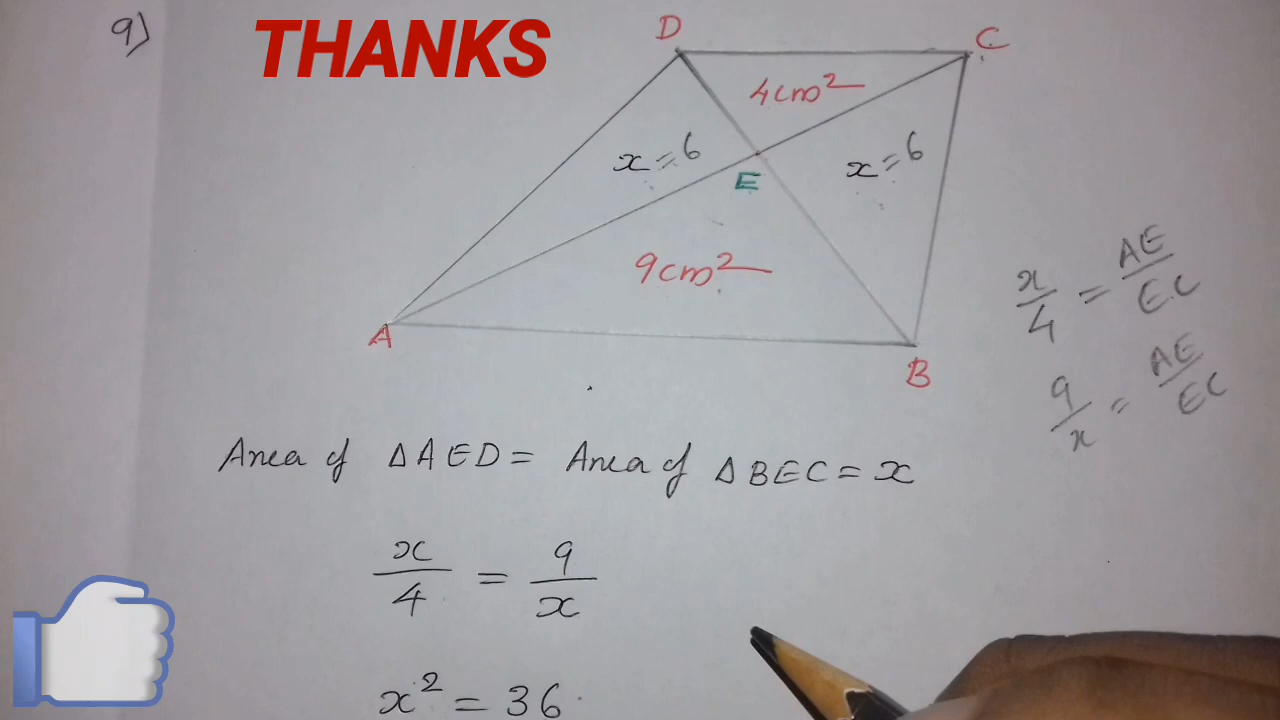 9)
THANKS
D
C
4cm²
x = 6
x = 6
E
9cm²
A
B
x/4 = AE/EC
9/x = AE/EC
Area of ΔAED = Area of ΔBEC = x
x/4 = 9/x
x² = 36